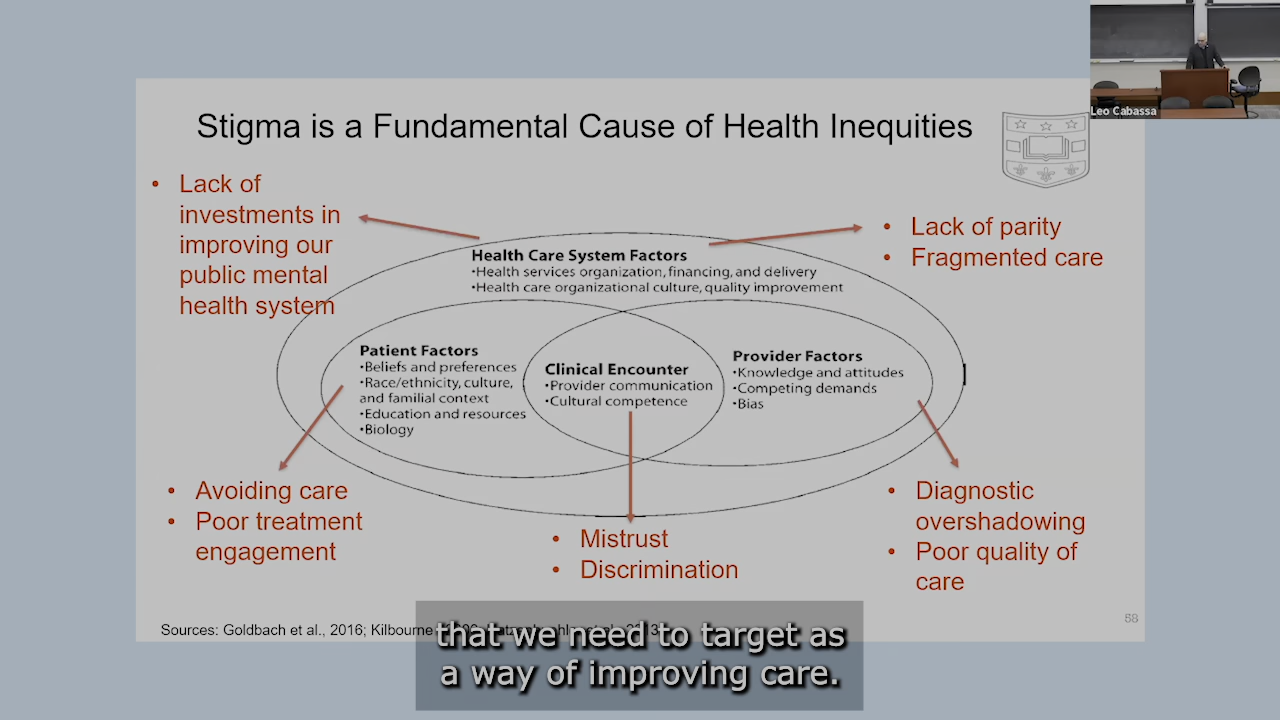 Leo Cabassa
Stigma is a Fundamental Cause of Health Inequities
• Lack of
investments in
improving our
public mental
health system
• Lack of parity
• Fragmented care
Health Care System Factors
•Health services organization, financing, and delivery
•Health care organizational culture, quality improvement
Patient Factors
•Beliefs and preferences
•Race/ethnicity, culture,
and familial context
•Education and resources
•Biology
Clinical Encounter
•Provider communication
•Cultural competence
Provider Factors
•Knowledge and attitudes
•Competing demands
•Bias
• Avoiding care
• Poor treatment
engagement
• Mistrust
• Discrimination
• Diagnostic
overshadowing
• Poor quality of
care
Sources: Goldbach et al., 2016; Kilbourne
58
that we need to target as
a way of improving care.